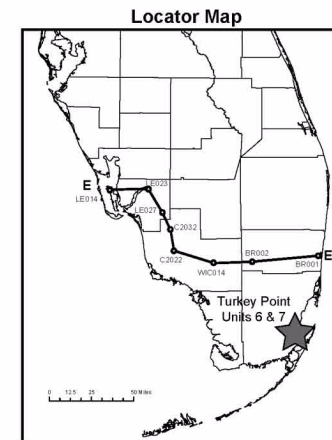 Locator Map
E
LE014
LE023
LE027
C2032
C2022
WIC014
BR002
BR001
E
Turkey Point
Units 6 & 7
0 12.5 25 50 Miles